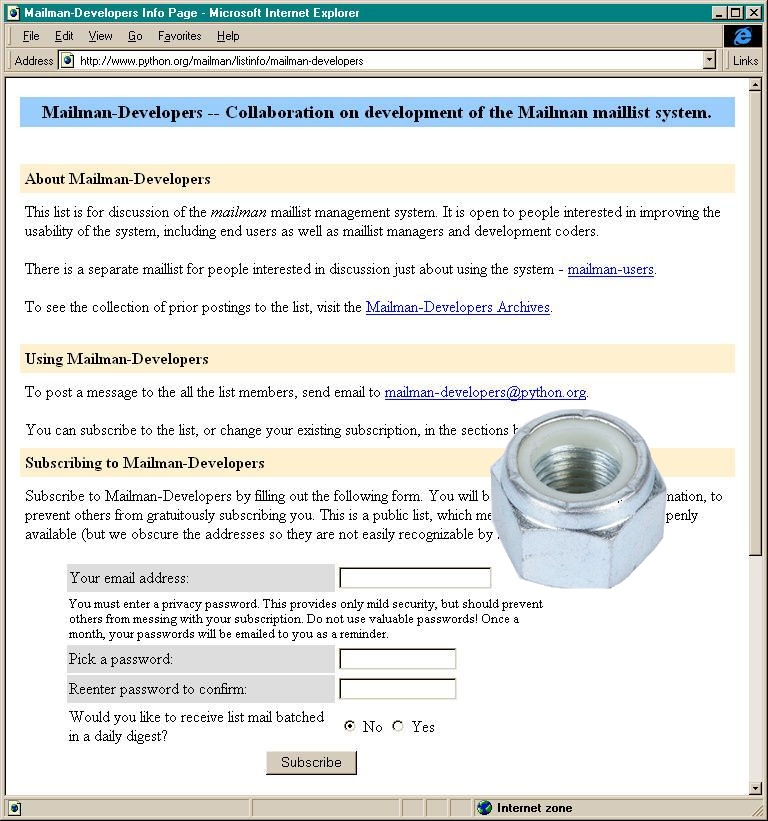 Mailman-Developers Info Page - Microsoft Internet Explorer
File Edit View Go Favorites Help
Address http://www.python.org/mailman/listinfo/mailman-developers Links
Mailman-Developers -- Collaboration on development of the Mailman maillist system.
About Mailman-Developers
This list is for discussion of the mailman maillist management system. It is open to people interested in improving the
usability of the system, including end users as well as maillist managers and development coders.
There is a separate maillist for people interested in discussion just about using the system - mailman-users.
To see the collection of prior postings to the list, visit the Mailman-Developers Archives.
Using Mailman-Developers
To post a message to the all the list members, send email to mailman-developers@python.org.
You can subscribe to the list, or change your existing subscription, in the sections
Subscribing to Mailman-Developers
Subscribe to Mailman-Developers by filling out the following form. You will to
prevent others from gratuitously subscribing you. This is a public list, which
available (but we obscure the addresses so they are not easily recognizable by
Your email address:
You must enter a privacy password. This provides only mild security, but should prevent
others from messing with your subscription. Do not use valuable passwords! Once a
month, your passwords will be emailed to you as a reminder.
Pick a password:
Reenter password to confirm:
Would you like to receive list mail batched
in a daily digest? No Yes
Subscribe
Internet zone